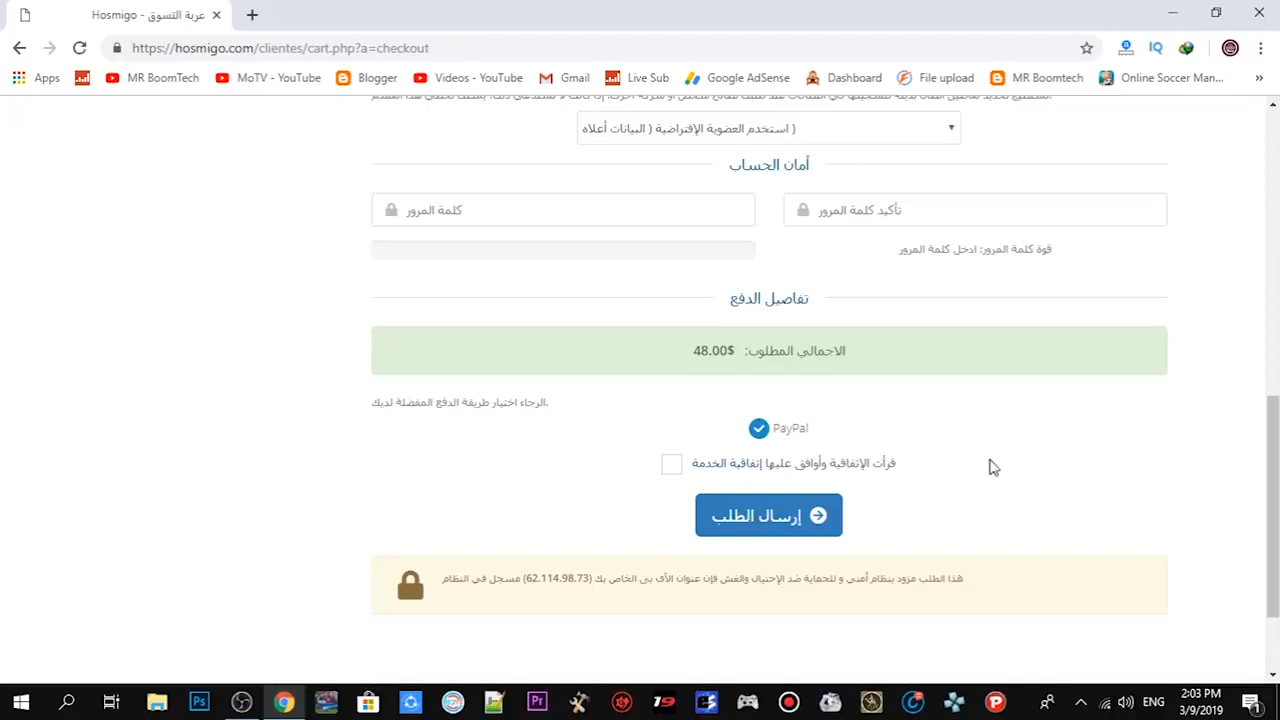 عربة التسوق - Hosmigo
https://hosmigo.com/clientes/cart.php?a=checkout
Apps MR BoomTech MoTV - YouTube Blogger Videos - YouTube Gmail Live Sub Google AdSense Dashboard File upload MR Boomtech Online Soccer Man... »
استخدم العضوية الإفتراضية ( البيانات أعلاه )
أمان الحساب
كلمة المرور
تأكيد كلمة المرور
قوة كلمة المرور: ادخل كلمة المرور
تفاصيل الدفع
الاجمالي المطلوب: 48.00$
الرجاء اختيار طريقة الدفع المفضلة لديك.
PayPal
قرأت الإتفاقية وأوافق عليها إتفاقية الخدمة
إرسال الطلب
هذا الطلب مزود بنظام أمني و للحماية ضد الإحتيال والغش فإن عنوان الآى بى الخاص بك (62.114.98.73) مسجل في النظام
ENG
2:03 PM
3/9/2019